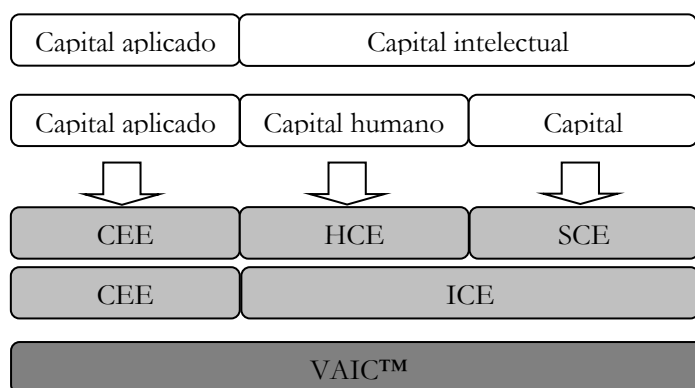 Capital aplicado Capital intelectual
Capital aplicado Capital humano Capital
CEE HCE SCE
CEE ICE
VAIC™